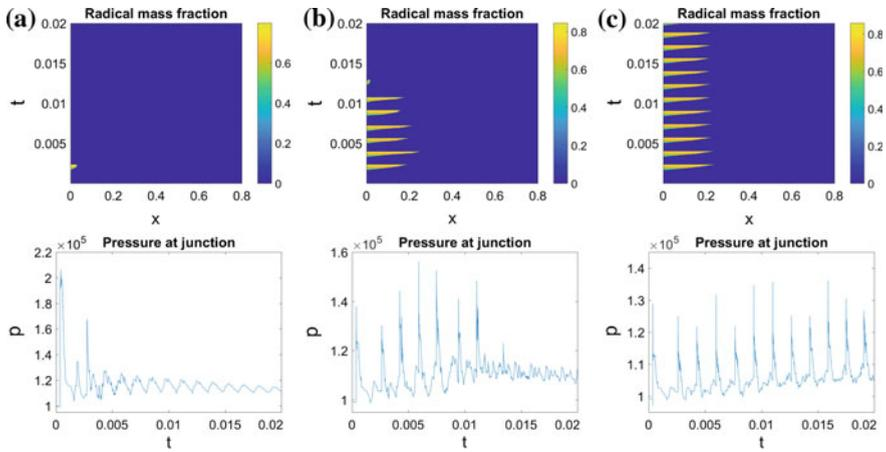 (a)
Radical mass fraction
0.02
0.015
0.01
0.005
t
0 0.2 0.4 0.6 0.8
x
0.6
0.4
0.2
0
(b)
Radical mass fraction
0.02
0.015
0.01
0.005
t
0 0.2 0.4 0.6 0.8
x
0.8
0.6
0.4
0.2
0
(c)
Radical mass fraction
0.02
0.015
0.01
0.005
t
0 0.2 0.4 0.6 0.8
x
0.8
0.6
0.4
0.2
0
×10⁵ Pressure at junction
2.2
2
1.8
1.6
1.4
1.2
1
p
0 0.005 0.01 0.015 0.02
t
×10⁵ Pressure at junction
1.6
1.4
1.2
1
p
0 0.005 0.01 0.015 0.02
t
×10⁵ Pressure at junction
1.4
1.3
1.2
1.1
1
p
0 0.005 0.01 0.015 0.02
t